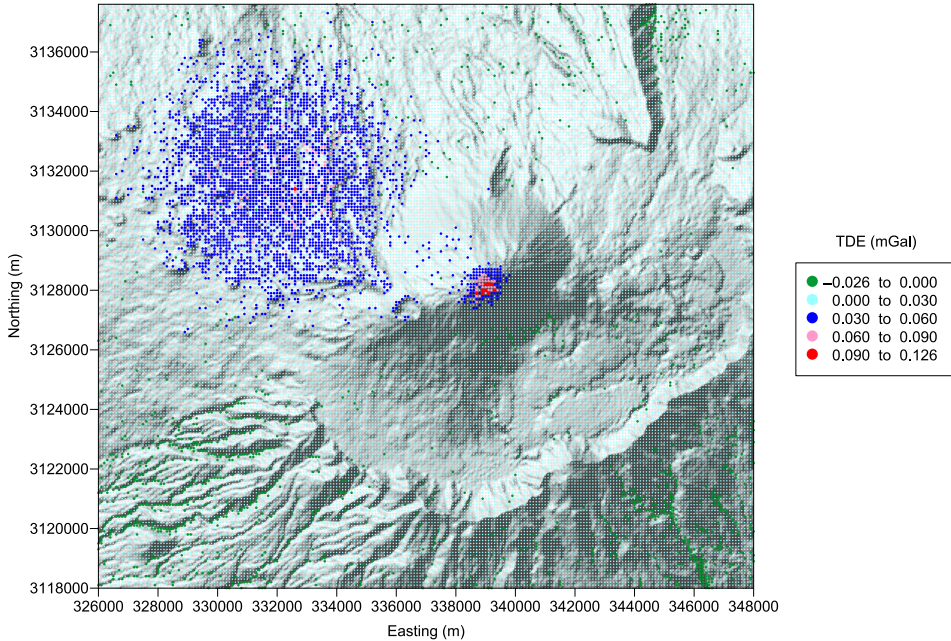 3136000
3134000
3132000
3130000
3128000
3126000
3124000
3122000
3120000
3118000
Northing (m)
326000 328000 330000 332000 334000 336000 338000 340000 342000 344000 346000 348000
Easting (m)
TDE (mGal)
−0.026 to 0.000
0.000 to 0.030
0.030 to 0.060
0.060 to 0.090
0.090 to 0.126